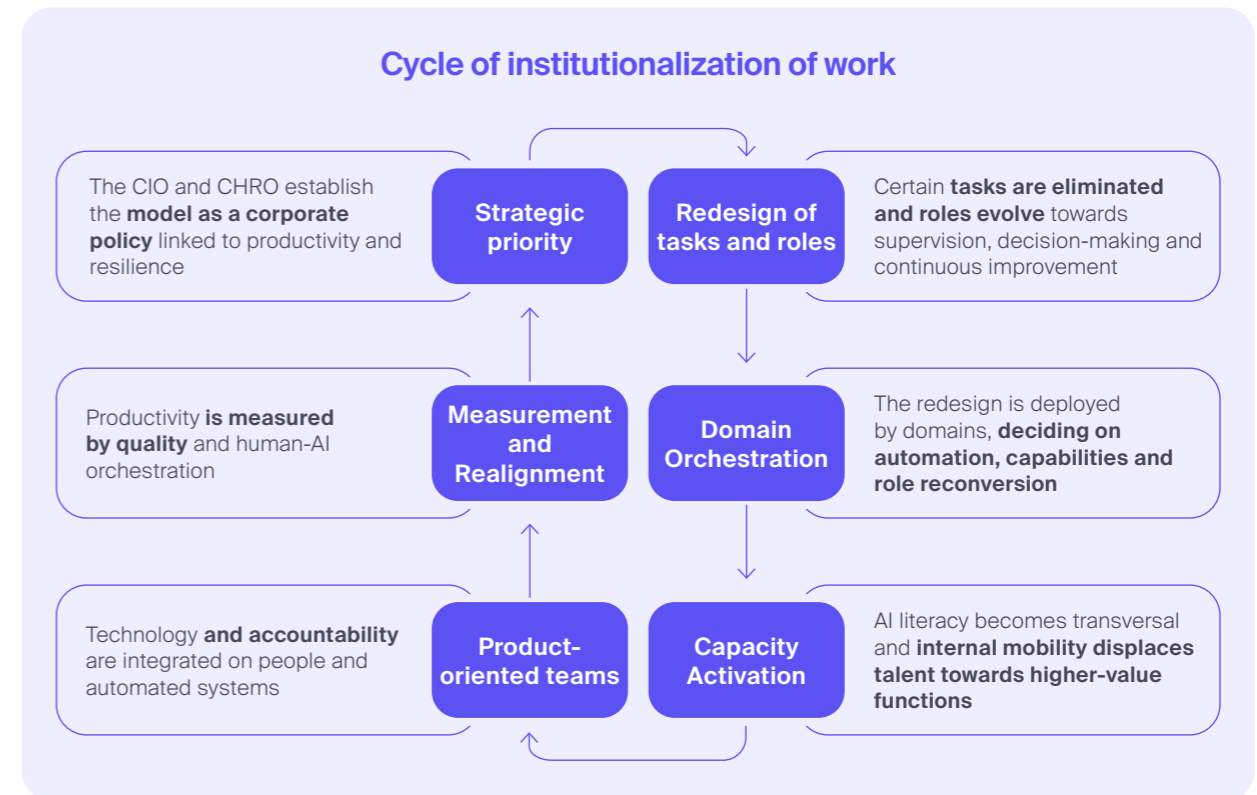 Cycle of institutionalization of work
The CIO and CHRO establish
the model as a corporate
policy linked to productivity and
resilience
Strategic
priority
Redesign of
tasks and roles
Certain tasks are eliminated
and roles evolve towards
supervision, decision-making and
continuous improvement
Productivity is measured
by quality and human-AI
orchestration
Measurement
and
Realignment
Domain
Orchestration
The redesign is deployed
by domains, deciding on
automation, capabilities and
role reconversion
Technology and accountability
are integrated on people and
automated systems
Product-
oriented teams
Capacity
Activation
AI literacy becomes transversal
and internal mobility displaces
talent towards higher-value
functions